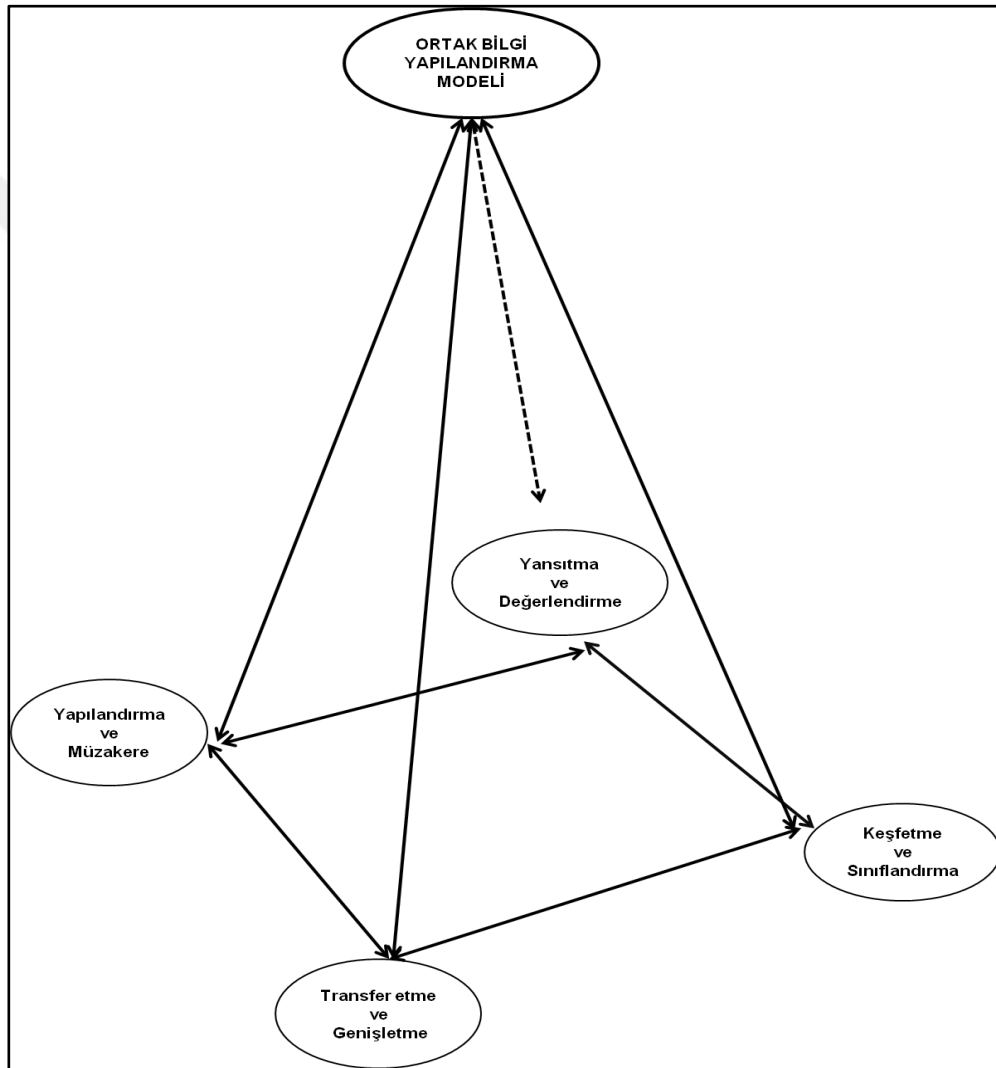 ORTAK BİLGİ
YAPILANDIRMA
MODELİ
Yansıtma
ve
Değerlendirme
Yapılandırma
ve
Müzakere
Keşfetme
ve
Sınıflandırma
Transfer etme
ve
Genişletme